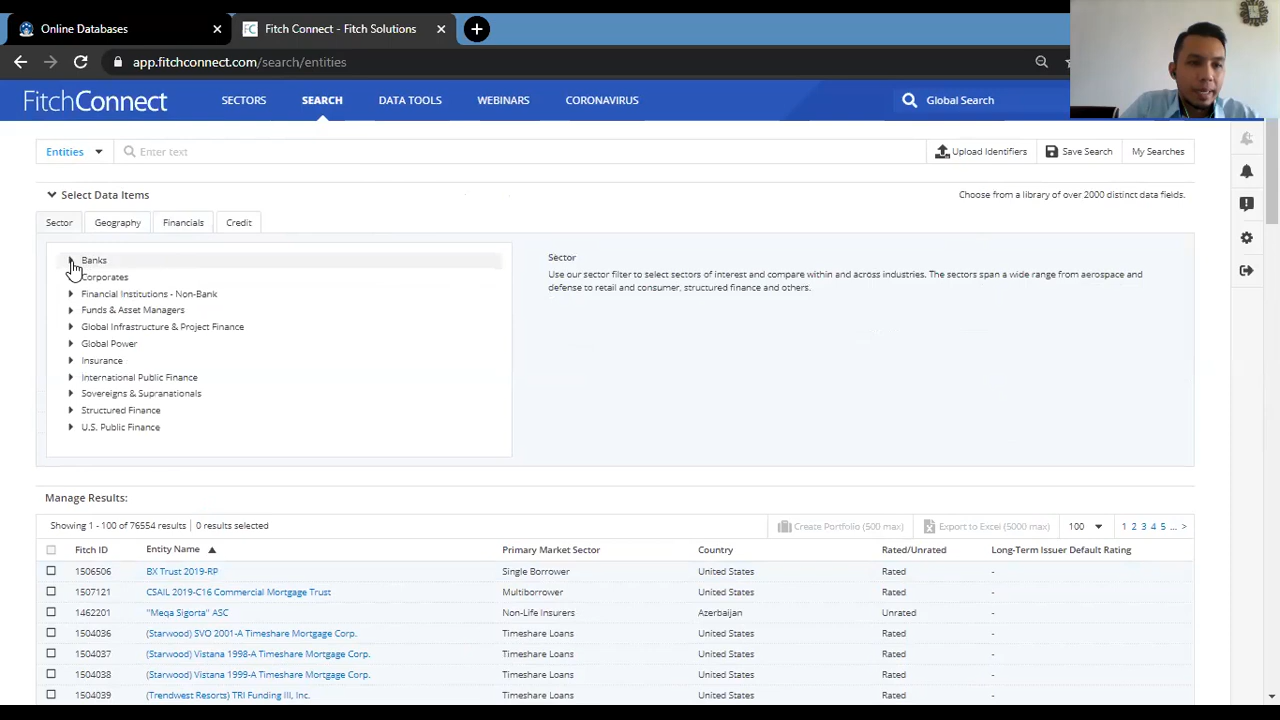 Online Databases
FC
Fitch Connect - Fitch Solutions
app.fitchconnect.com/search/entities
FitchConnect
SECTORS
SEARCH
DATA TOOLS
WEBINARS
CORONAVIRUS
Global Search
Entities
Enter text
Upload Identifiers
Save Search
My Searches
Select Data Items
Choose from a library of over 2000 distinct data fields.
Sector
Geography
Financials
Credit
Banks
Corporates
Financial Institutions - Non-Bank
Funds & Asset Managers
Global Infrastructure & Project Finance
Global Power
Insurance
International Public Finance
Sovereigns & Supranationals
Structured Finance
U.S. Public Finance
Sector
Use our sector filter to select sectors of interest and compare within and across industries. The sectors span a wide range from aerospace and
defense to retail and consumer, structured finance and others.
Manage Results:
Showing 1 - 100 of 76554 results | 0 results selected
Create Portfolio (500 max)
Export to Excel (5000 max)
100
1 2 3 4 5 ... >
Fitch ID Entity Name Primary Market Sector Country Rated/Unrated Long-Term Issuer Default Rating
1506506 BX Trust 2019-RP Single Borrower United States Rated -
1507121 CSAIL 2019-C16 Commercial Mortgage Trust Multiborrower United States Rated -
1462201 "Meqa Sigorta" ASC Non-Life Insurers Azerbaijan Unrated -
1504036 (Starwood) SVO 2001-A Timeshare Mortgage Corp. Timeshare Loans United States Rated -
1504037 (Starwood) Vistana 1998-A Timeshare Mortgage Corp. Timeshare Loans United States Rated -
1504038 (Starwood) Vistana 1999-A Timeshare Mortgage Corp. Timeshare Loans United States Rated -
1504039 (Trendwest Resorts) TRI Funding III, Inc. Timeshare Loans United States Rated -